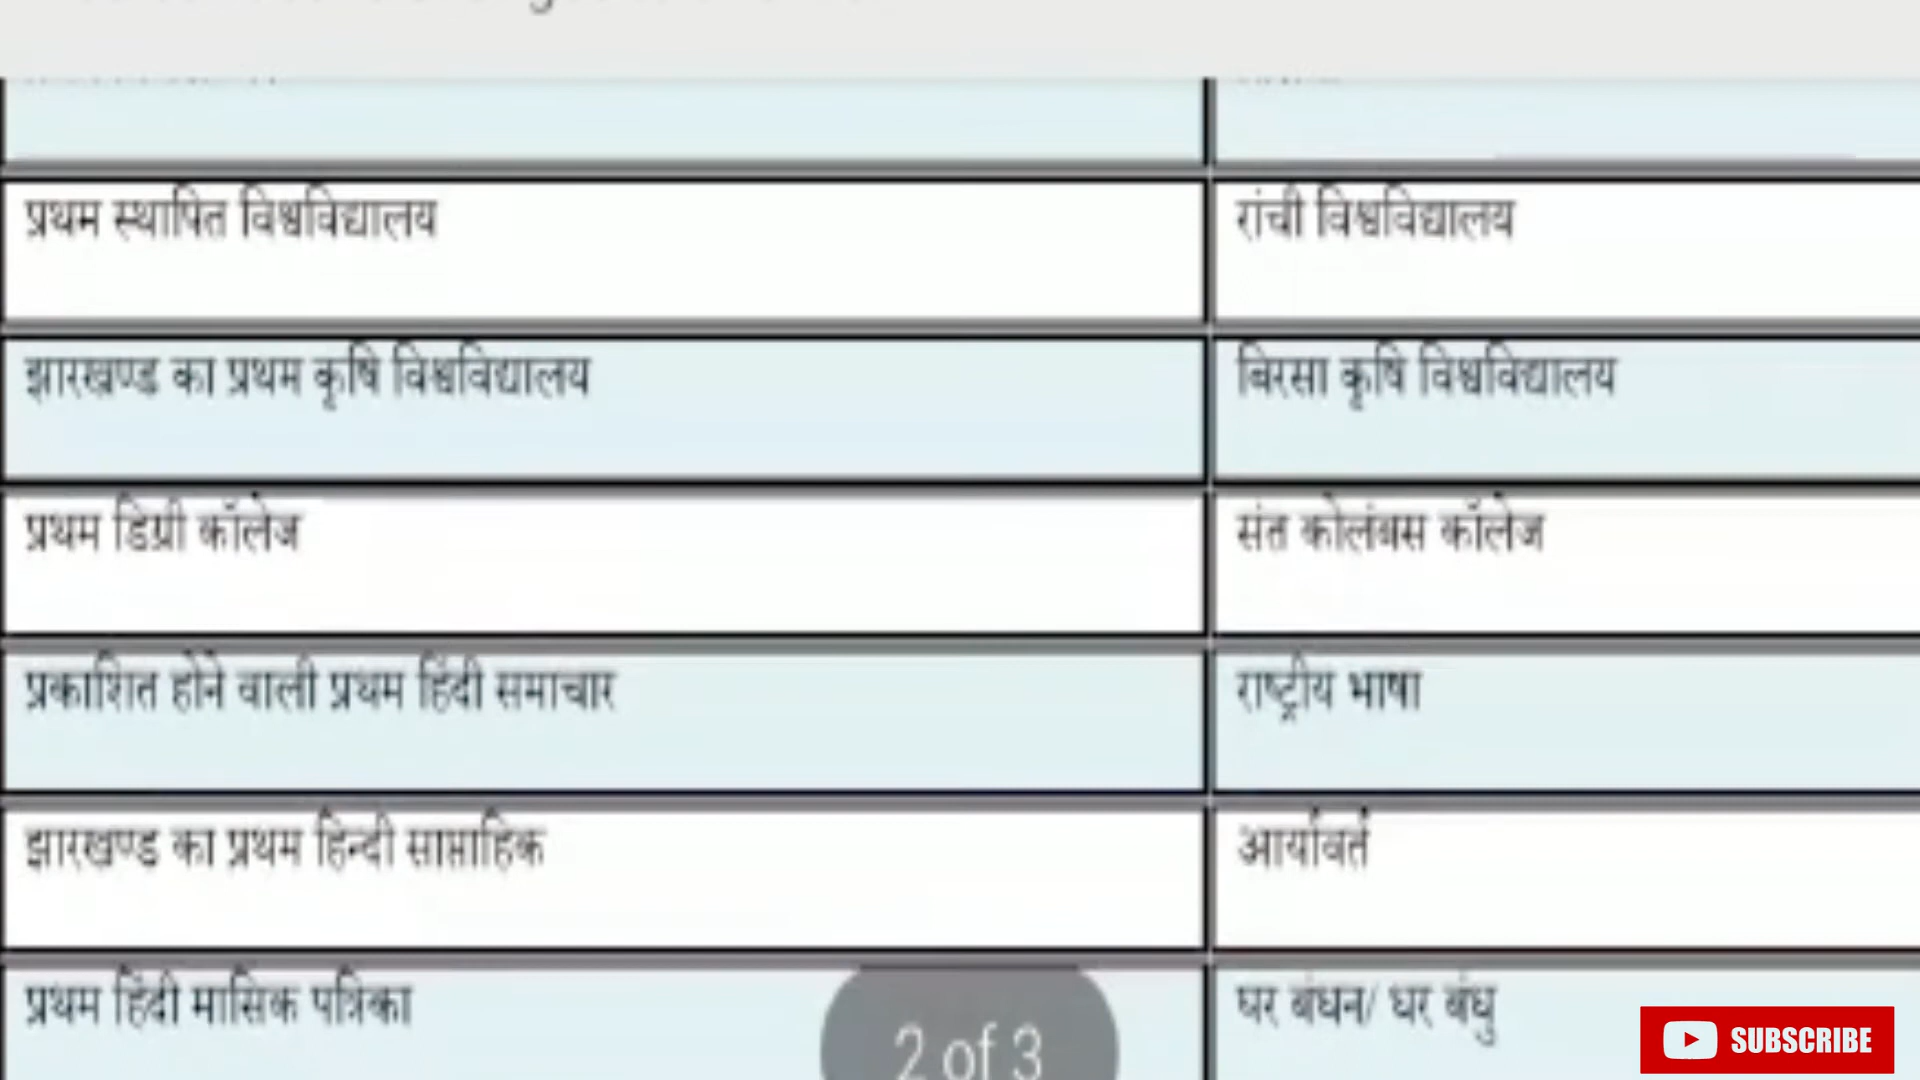 प्रथम स्थापित विश्वविद्यालय रांची विश्वविद्यालय
झारखण्ड का प्रथम कृषि विश्वविद्यालय बिरसा कृषि विश्वविद्यालय
प्रथम डिग्री कॉलेज संत कोलंबस कॉलेज
प्रकाशित होने वाली प्रथम हिंदी समाचार राष्ट्रीय भाषा
झारखण्ड का प्रथम हिन्दी साप्ताहिक आर्यावर्त
प्रथम हिंदी मासिक पत्रिका घर बंधन/ घर बंधु
2 of 3
SUBSCRIBE